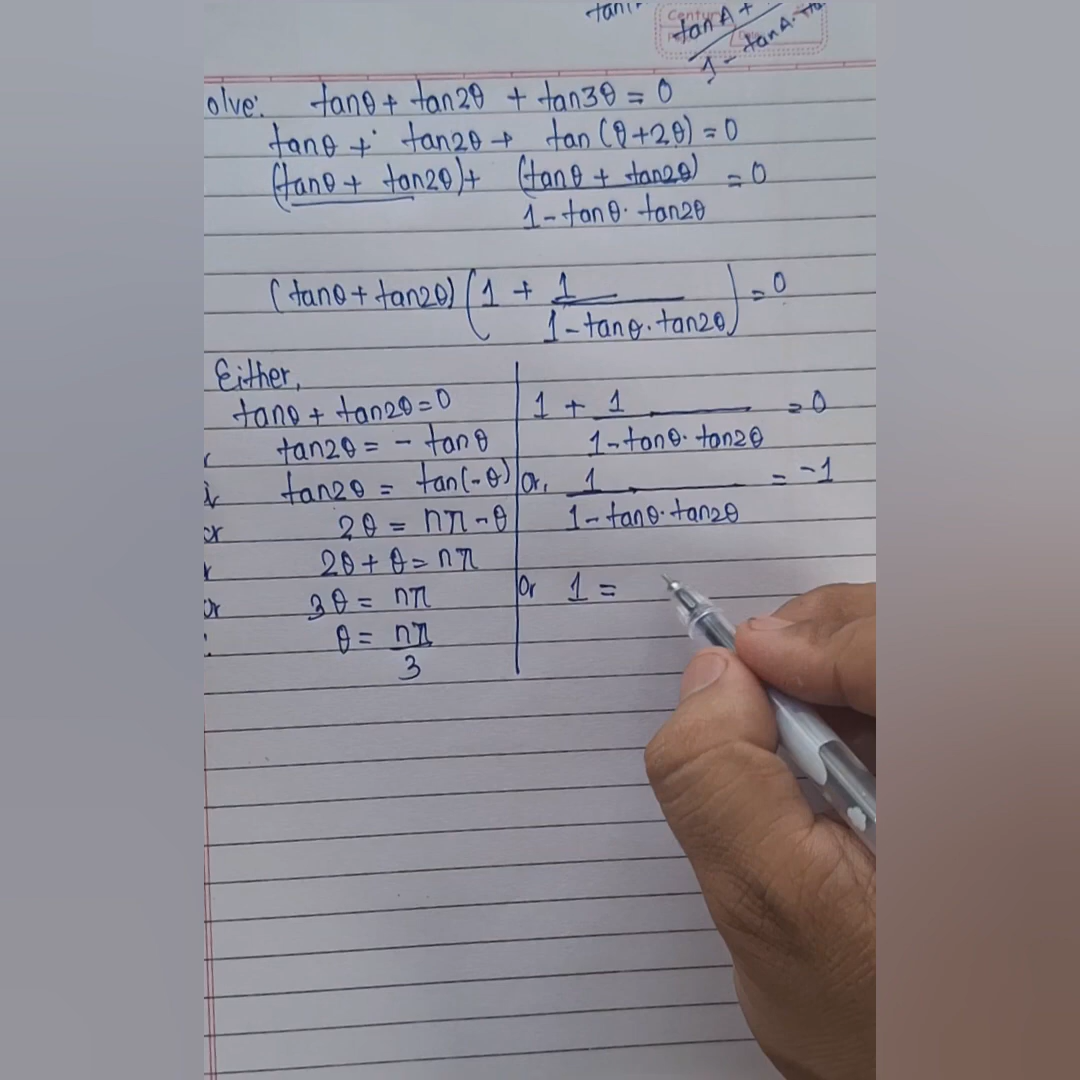 tanA +
1 - tanA.
olve: tanθ + tan2θ + tan3θ = 0
tanθ + tan2θ + tan(θ+2θ) = 0
(tanθ + tan2θ) + (tanθ + tan2θ) = 0
1 - tanθ. tan2θ
(tanθ + tan2θ) (1 + 1 ) = 0
1 - tanθ. tan2θ
Either,
tanθ + tan2θ = 0
tan2θ = - tanθ
tan2θ = tan(-θ)
or 2θ = nπ - θ
2θ + θ = nπ
or 3θ = nπ
θ = nπ
3
1 + 1 = 0
1 - tanθ. tan2θ
Or, 1 = -1
1 - tanθ. tan2θ
Or 1 =